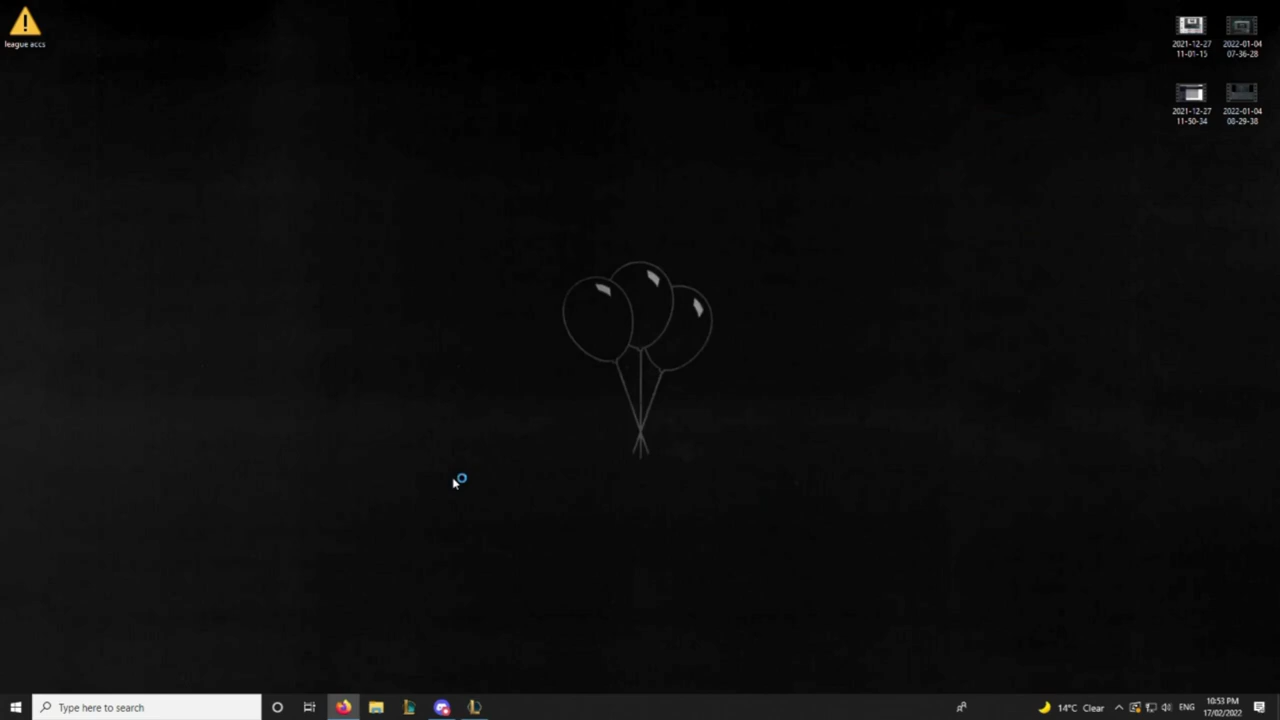 league accs
2021-12-27
11-01-15
2022-01-04
07-36-28
2021-12-27
11-50-34
2022-01-04
08-29-38
Type here to search
14°C Clear
ENG
10:53 PM
17/02/2022